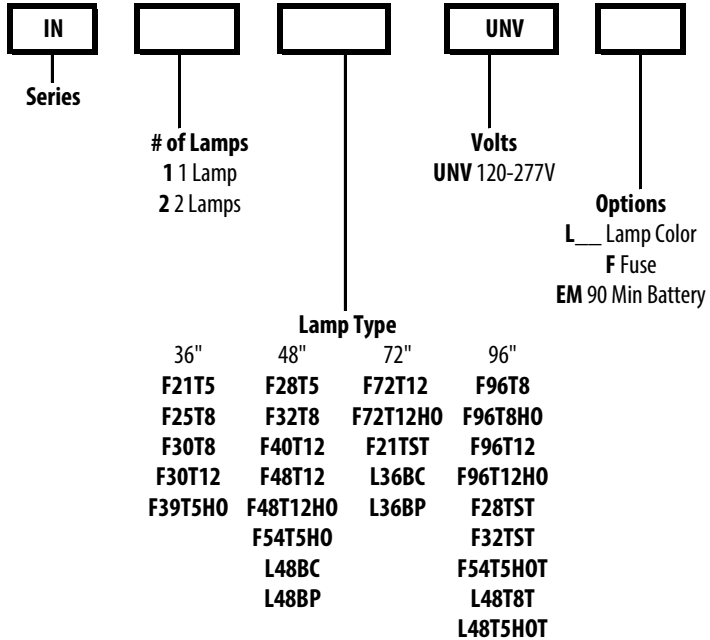 IN UNV
Series
# of Lamps
1 1 Lamp
2 2 Lamps
Volts
UNV 120-277V
Options
L__ Lamp Color
F Fuse
EM 90 Min Battery
Lamp Type
36" 48" 72" 96"
F21T5 F28T5 F72T12 F96T8
F25T8 F32T8 F72T12HO F96T8HO
F30T8 F40T12 F21TST F96T12
F30T12 F48T12 L36BC F96T12HO
F39T5HO F48T12HO L36BP F28TST
F54T5HO F32TST
L48BC F54T5HOT
L48BP L48T8T
L48T5HOT